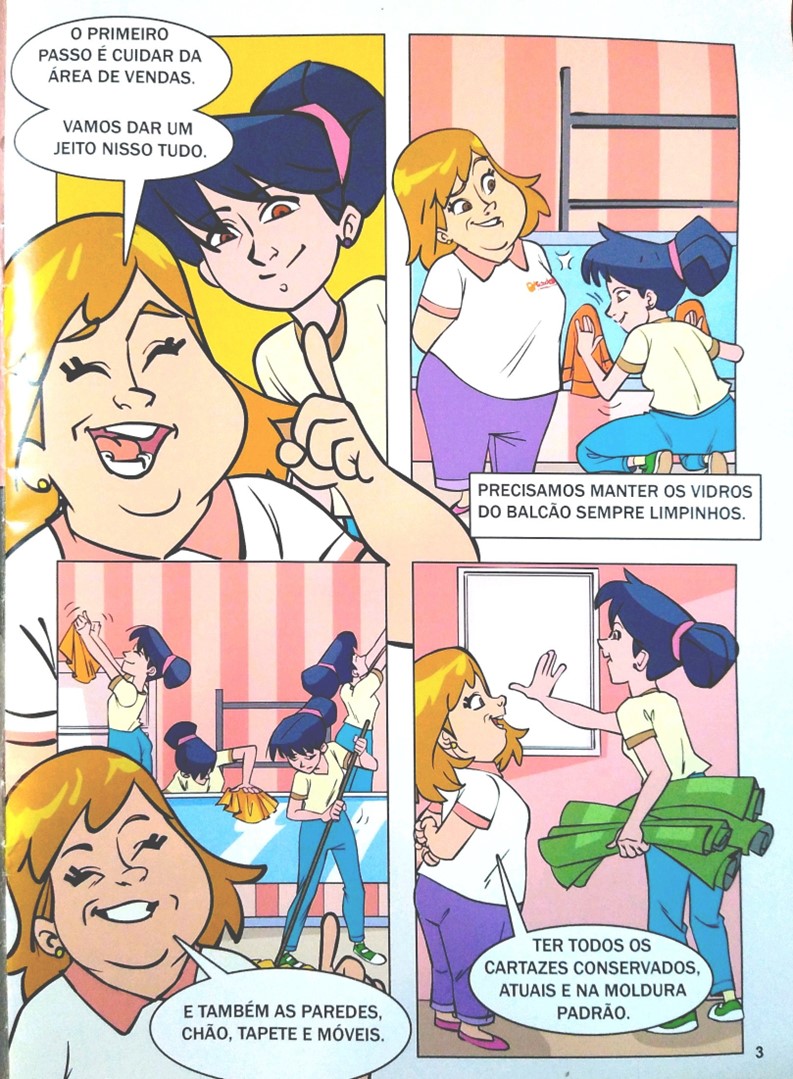 O PRIMEIRO
PASSO É CUIDAR DA
ÁREA DE VENDAS.
VAMOS DAR UM
JEITO NISSO TUDO.
PRECISAMOS MANTER OS VIDROS
DO BALCÃO SEMPRE LIMPINHOS.
E TAMBÉM AS PAREDES,
CHÃO, TAPETE E MÓVEIS.
TER TODOS OS
CARTAZES CONSERVADOS,
ATUAIS E NA MOLDURA
PADRÃO.
3